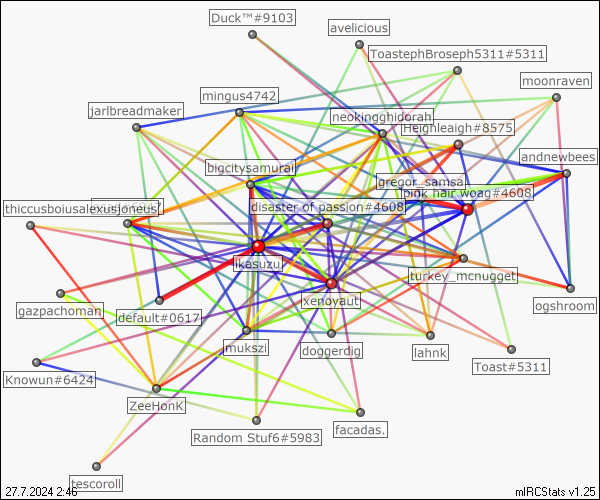 Duck™#9103
avelicious
ToastephBroseph5311#5311
moonraven
mingus4742
jarlbreadmaker
neokingghidorah
Heighleaigh#8575
andnewbees
bigcitysamurai
gregor_samsa
pink hair woag#4608
disaster of passion#4608
thiccusboiusalexusjoneus
ikasuzu
turkey_mcnugget
xenoyaut
ogshroom
gazpachoman
default#0617
mukszi
doggerdig
lahnk
Toast#5311
Knowun#6424
ZeeHonK
Random Stuf6#5983
facadas.
tescoroll
27.7.2024 2:46
mIRCStats v1.25